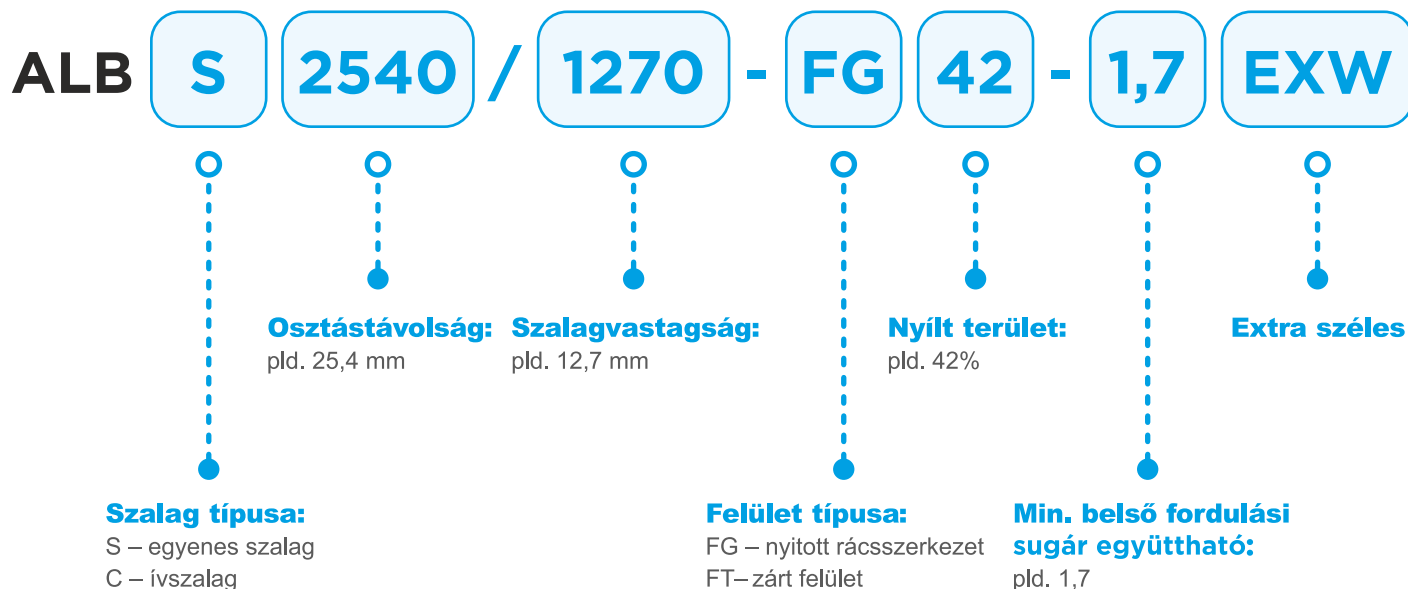 ALB S 2540 / 1270 - FG 42 - 1,7 EXW
Osztástávolság:
pld. 25,4 mm
Szalagvastagság:
pld. 12,7 mm
Nyílt terület:
pld. 42%
Extra széles
Szalag típusa:
S – egyenes szalag
C – ívszalag
Felület típusa:
FG – nyitott rácsszerkezet
FT– zárt felület
Min. belső fordulási
sugár együttható:
pld. 1,7